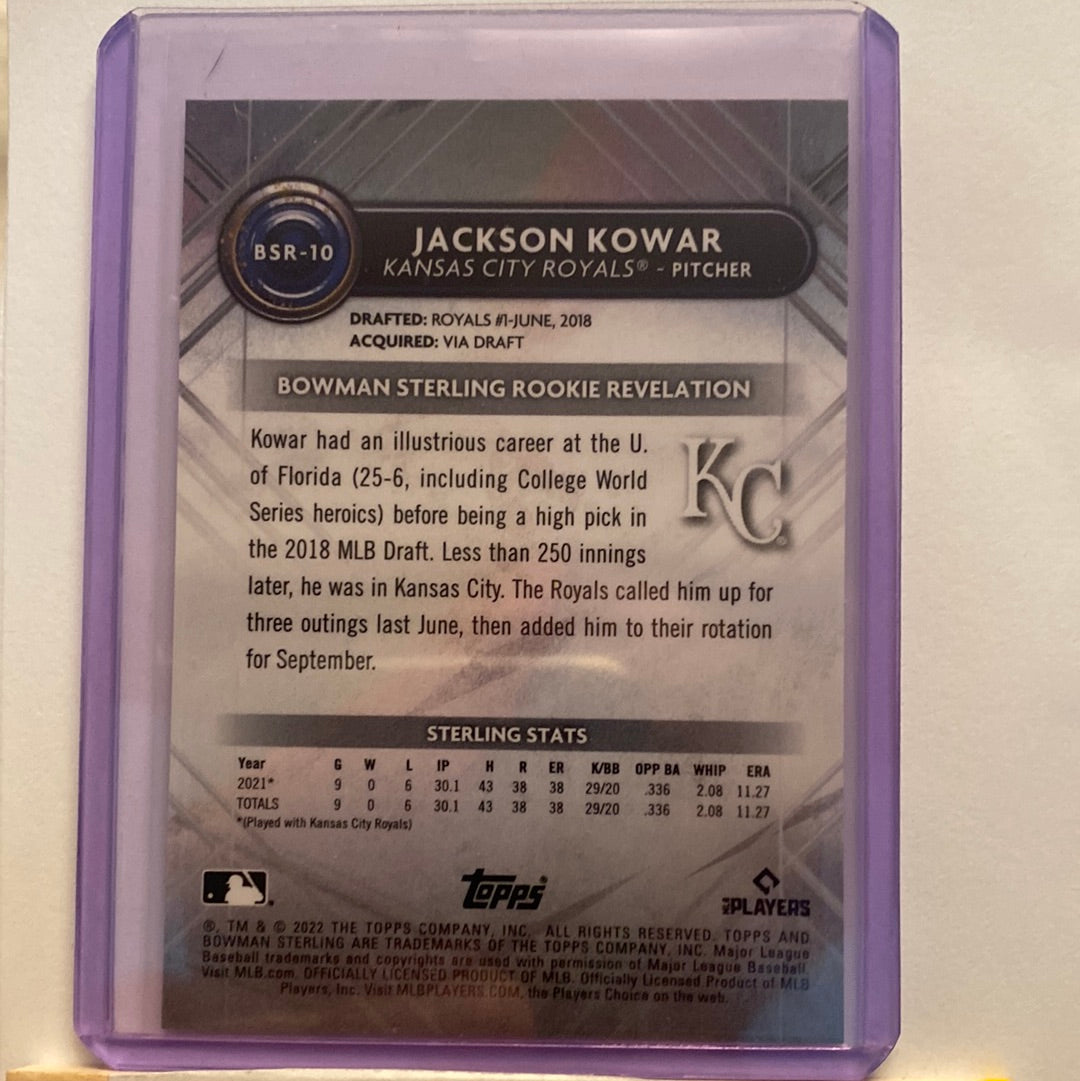 BSR-10
JACKSON KOWAR
KANSAS CITY ROYALS® - PITCHER
DRAFTED: ROYALS #1-JUNE, 2018
ACQUIRED: VIA DRAFT
BOWMAN STERLING ROOKIE REVELATION
Kowar had an illustrious career at the U.
of Florida (25-6, including College World
Series heroics) before being a high pick in
the 2018 MLB Draft. Less than 250 innings
later, he was in Kansas City. The Royals called him up for
three outings last June, then added him to their rotation
for September.
KC
STERLING STATS
Year G W L IP H R ER K/BB OPP BA WHIP ERA
2021* 9 0 6 30.1 43 38 38 29/20 .336 2.08 11.27
TOTALS 9 0 6 30.1 43 38 38 29/20 .336 2.08 11.27
*(Played with Kansas City Royals)
topps®
MLB PLAYERS
®, TM & © 2022 THE TOPPS COMPANY, INC. ALL RIGHTS RESERVED. TOPPS AND
BOWMAN STERLING ARE TRADEMARKS OF THE TOPPS COMPANY, INC. Major League
Baseball trademarks and copyrights are used with permission of Major League Baseball.
Visit MLB.com. OFFICIALLY LICENSED PRODUCT OF MLB. Officially Licensed Product of MLB
Players, Inc. Visit MLBPLAYERS.COM, the Players Choice on the web.